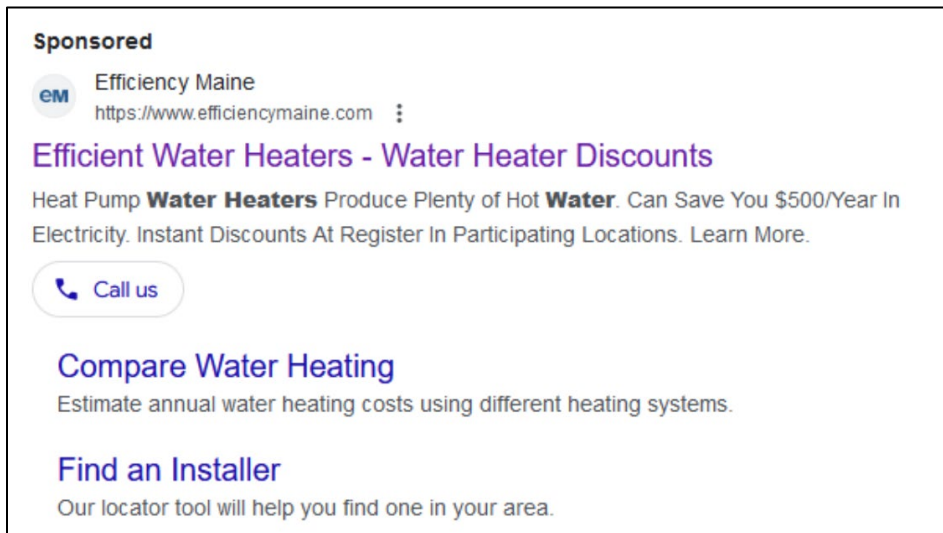 Sponsored
eM
Efficiency Maine
https://www.efficiencymaine.com
Efficient Water Heaters - Water Heater Discounts
Heat Pump Water Heaters Produce Plenty of Hot Water. Can Save You $500/Year In
Electricity. Instant Discounts At Register In Participating Locations. Learn More.
Call us
Compare Water Heating
Estimate annual water heating costs using different heating systems.
Find an Installer
Our locator tool will help you find one in your area.